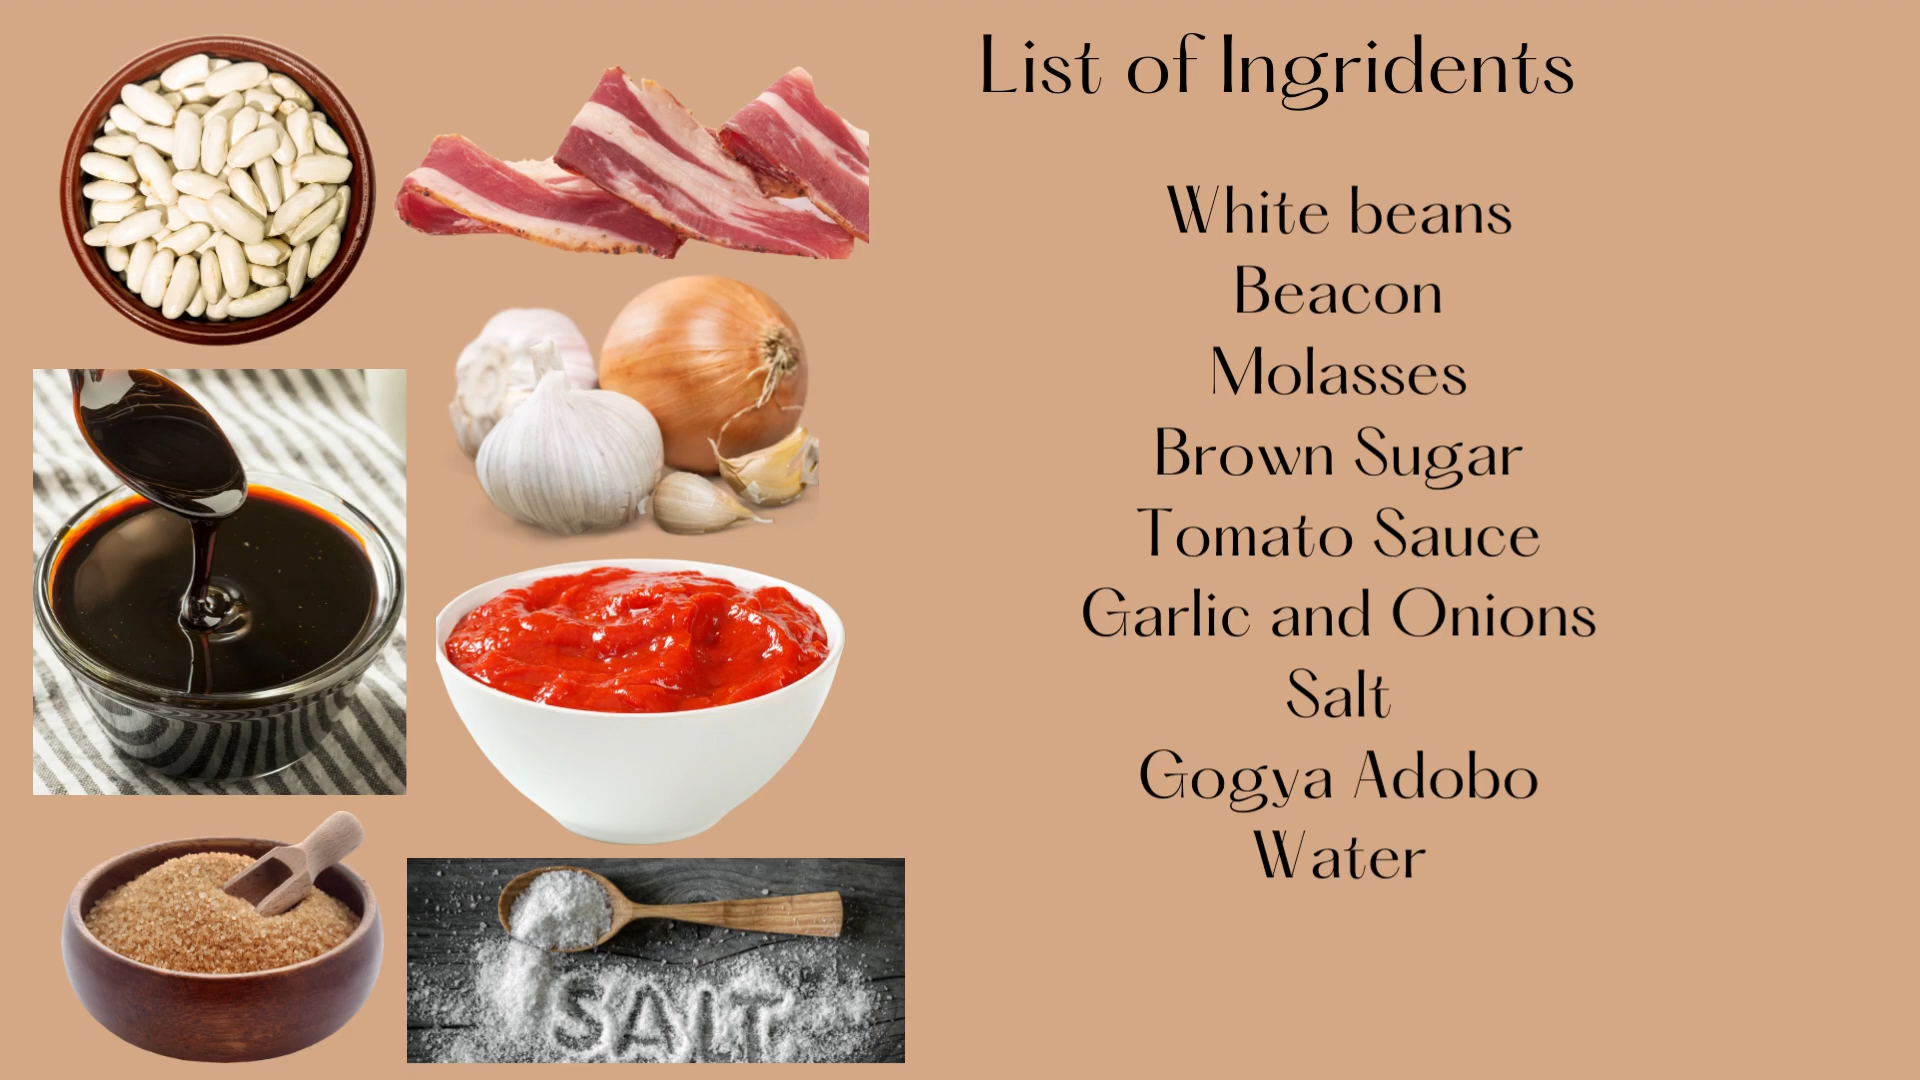 List of Ingridents
White beans
Beacon
Molasses
Brown Sugar
Tomato Sauce
Garlic and Onions
Salt
Gogya Adobo
Water
SALT